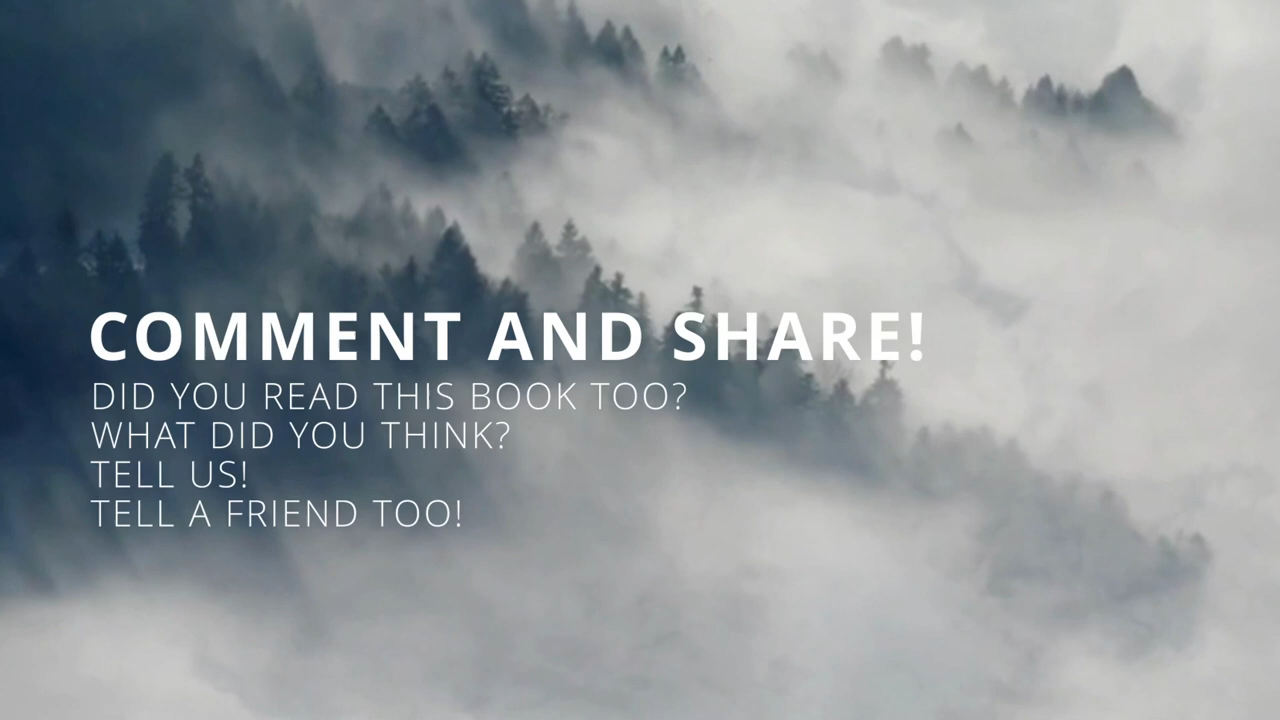 COMMENT AND SHARE!
DID YOU READ THIS BOOK TOO?
WHAT DID YOU THINK?
TELL US!
TELL A FRIEND TOO!